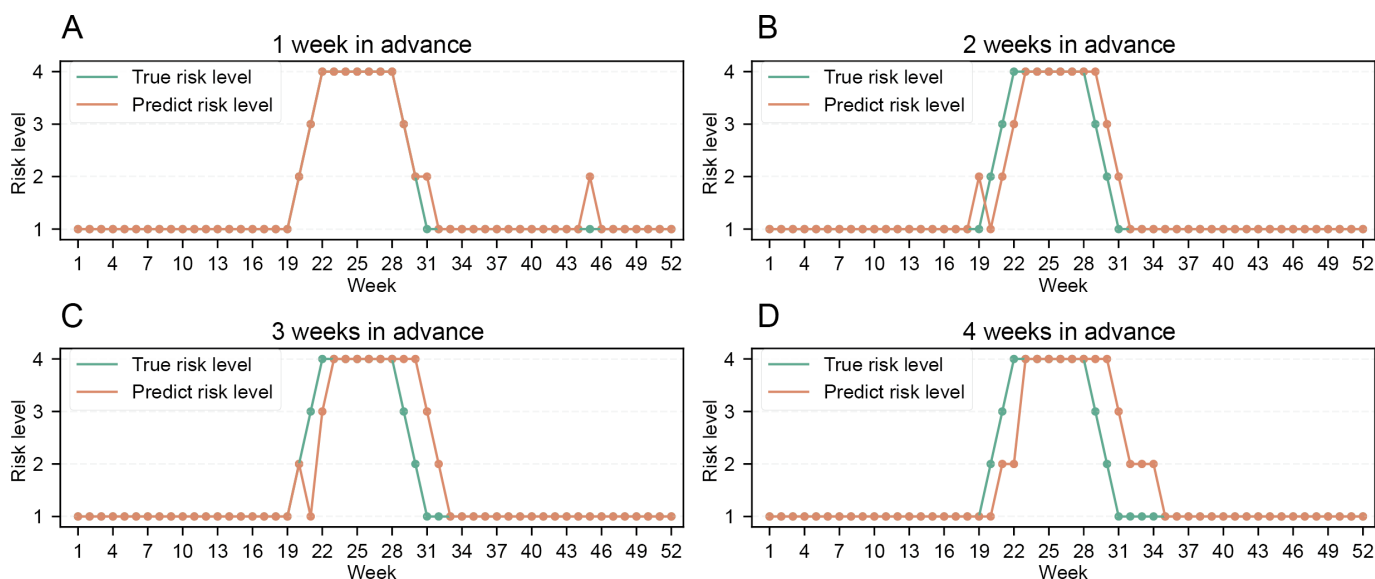 A
1 week in advance
True risk level
Predict risk level
Risk level
4
3
2
1
1 4 7 10 13 16 19 22 25 28 31 34 37 40 43 46 49 52
Week
B
2 weeks in advance
True risk level
Predict risk level
Risk level
4
3
2
1
1 4 7 10 13 16 19 22 25 28 31 34 37 40 43 46 49 52
Week
C
3 weeks in advance
True risk level
Predict risk level
Risk level
4
3
2
1
1 4 7 10 13 16 19 22 25 28 31 34 37 40 43 46 49 52
Week
D
4 weeks in advance
True risk level
Predict risk level
Risk level
4
3
2
1
1 4 7 10 13 16 19 22 25 28 31 34 37 40 43 46 49 52
Week